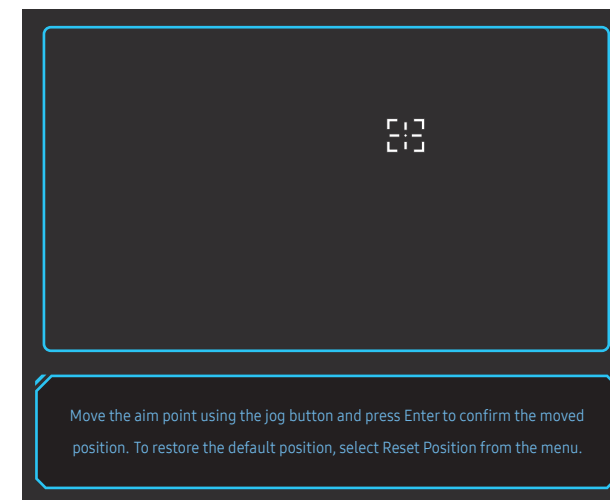 Move the aim point using the jog button and press Enter to confirm the moved
position. To restore the default position, select Reset Position from the menu.